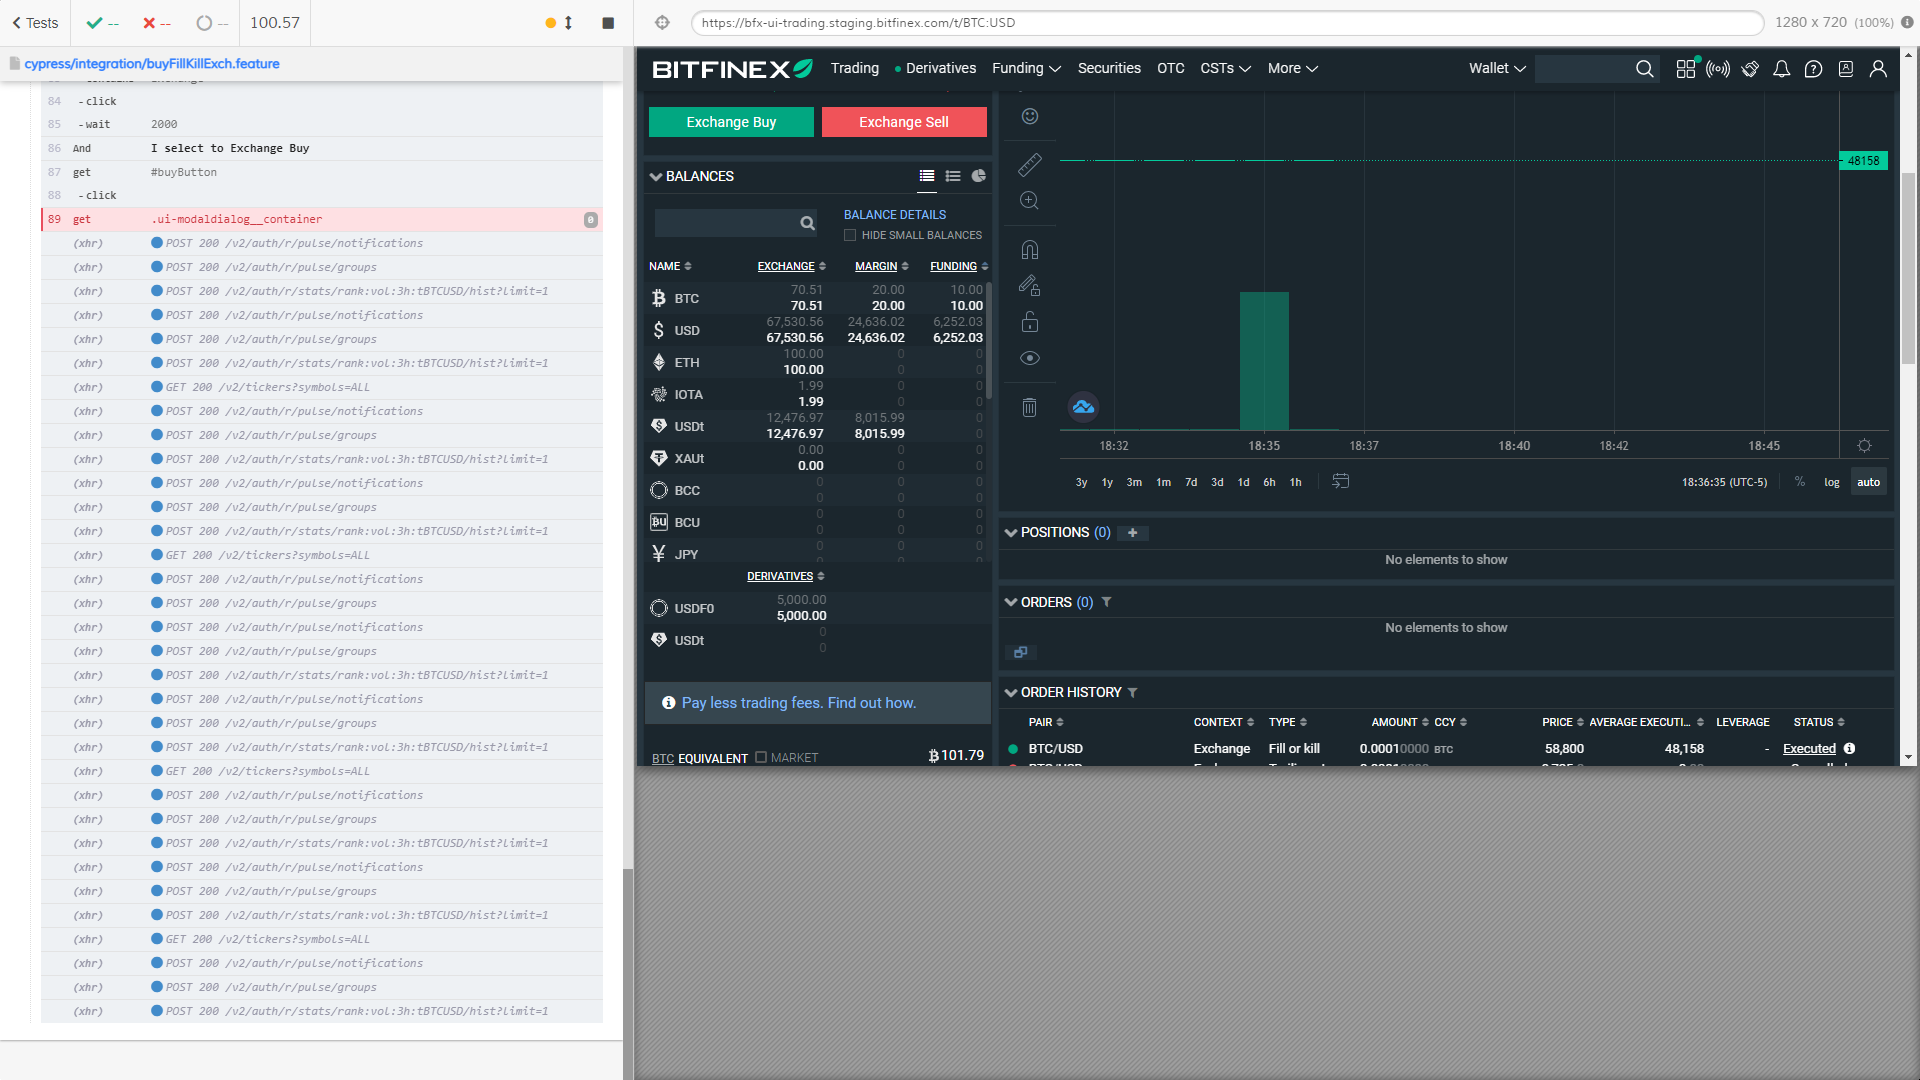 Tests
--
--
--
100.57
https://bfx-ui-trading.staging.bitfinex.com/t/BTC:USD
1280 x 720 (100%)
cypress/integration/buyFillKillExch.feature
84 - click
85 - wait 2000
86 And I select to Exchange Buy
87 get #buyButton
88 - click
89 get .ui-modaldialog__container 0
(xhr) POST 200 /v2/auth/r/pulse/notifications
(xhr) POST 200 /v2/auth/r/pulse/groups
(xhr) POST 200 /v2/auth/r/stats/rank:vol:3h:tBTCUSD/hist?limit=1
(xhr) POST 200 /v2/auth/r/pulse/notifications
(xhr) POST 200 /v2/auth/r/pulse/groups
(xhr) POST 200 /v2/auth/r/stats/rank:vol:3h:tBTCUSD/hist?limit=1
(xhr) GET 200 /v2/tickers?symbols=ALL
(xhr) POST 200 /v2/auth/r/pulse/notifications
(xhr) POST 200 /v2/auth/r/pulse/groups
(xhr) POST 200 /v2/auth/r/stats/rank:vol:3h:tBTCUSD/hist?limit=1
(xhr) POST 200 /v2/auth/r/pulse/notifications
(xhr) POST 200 /v2/auth/r/pulse/groups
(xhr) POST 200 /v2/auth/r/stats/rank:vol:3h:tBTCUSD/hist?limit=1
(xhr) GET 200 /v2/tickers?symbols=ALL
(xhr) POST 200 /v2/auth/r/pulse/notifications
(xhr) POST 200 /v2/auth/r/pulse/groups
(xhr) POST 200 /v2/auth/r/pulse/notifications
(xhr) POST 200 /v2/auth/r/pulse/groups
(xhr) POST 200 /v2/auth/r/stats/rank:vol:3h:tBTCUSD/hist?limit=1
(xhr) POST 200 /v2/auth/r/pulse/notifications
(xhr) POST 200 /v2/auth/r/pulse/groups
(xhr) POST 200 /v2/auth/r/stats/rank:vol:3h:tBTCUSD/hist?limit=1
(xhr) GET 200 /v2/tickers?symbols=ALL
(xhr) POST 200 /v2/auth/r/pulse/notifications
(xhr) POST 200 /v2/auth/r/pulse/groups
(xhr) POST 200 /v2/auth/r/stats/rank:vol:3h:tBTCUSD/hist?limit=1
(xhr) POST 200 /v2/auth/r/pulse/notifications
(xhr) POST 200 /v2/auth/r/pulse/groups
(xhr) POST 200 /v2/auth/r/stats/rank:vol:3h:tBTCUSD/hist?limit=1
(xhr) GET 200 /v2/tickers?symbols=ALL
(xhr) POST 200 /v2/auth/r/pulse/notifications
(xhr) POST 200 /v2/auth/r/pulse/groups
(xhr) POST 200 /v2/auth/r/stats/rank:vol:3h:tBTCUSD/hist?limit=1
BITFINEX Trading Derivatives Funding Securities OTC CSTs More Wallet
Exchange Buy Exchange Sell
BALANCES
BALANCE DETAILS
HIDE SMALL BALANCES
NAME EXCHANGE MARGIN FUNDING
70.51 20.00 10.00
BTC 70.51 20.00 10.00
67,530.56 24,636.02 6,252.03
USD 67,530.56 24,636.02 6,252.03
100.00 0 0
ETH 100.00 0 0
1.99 0 0
IOTA 1.99 0 0
12,476.97 8,015.99 0
USDt 12,476.97 8,015.99 0
0.00 0 0
XAUt 0.00 0 0
0 0 0
BCC 0 0 0
0 0 0
BCU 0 0 0
0 0 0
JPY
DERIVATIVES
5,000.00
USDF0 5,000.00
0
USDt 0
Pay less trading fees. Find out how.
BTC EQUIVALENT MARKET ₿101.79
48158
18:32 18:35 18:37 18:40 18:42 18:45
3y 1y 3m 1m 7d 3d 1d 6h 1h 18:36:35 (UTC-5) % log auto
POSITIONS (0) +
No elements to show
ORDERS (0)
No elements to show
ORDER HISTORY
PAIR CONTEXT TYPE AMOUNT CCY PRICE AVERAGE EXECUTI... LEVERAGE STATUS
BTC/USD Exchange Fill or kill 0.00010000 BTC 58,800 48,158 - Executed